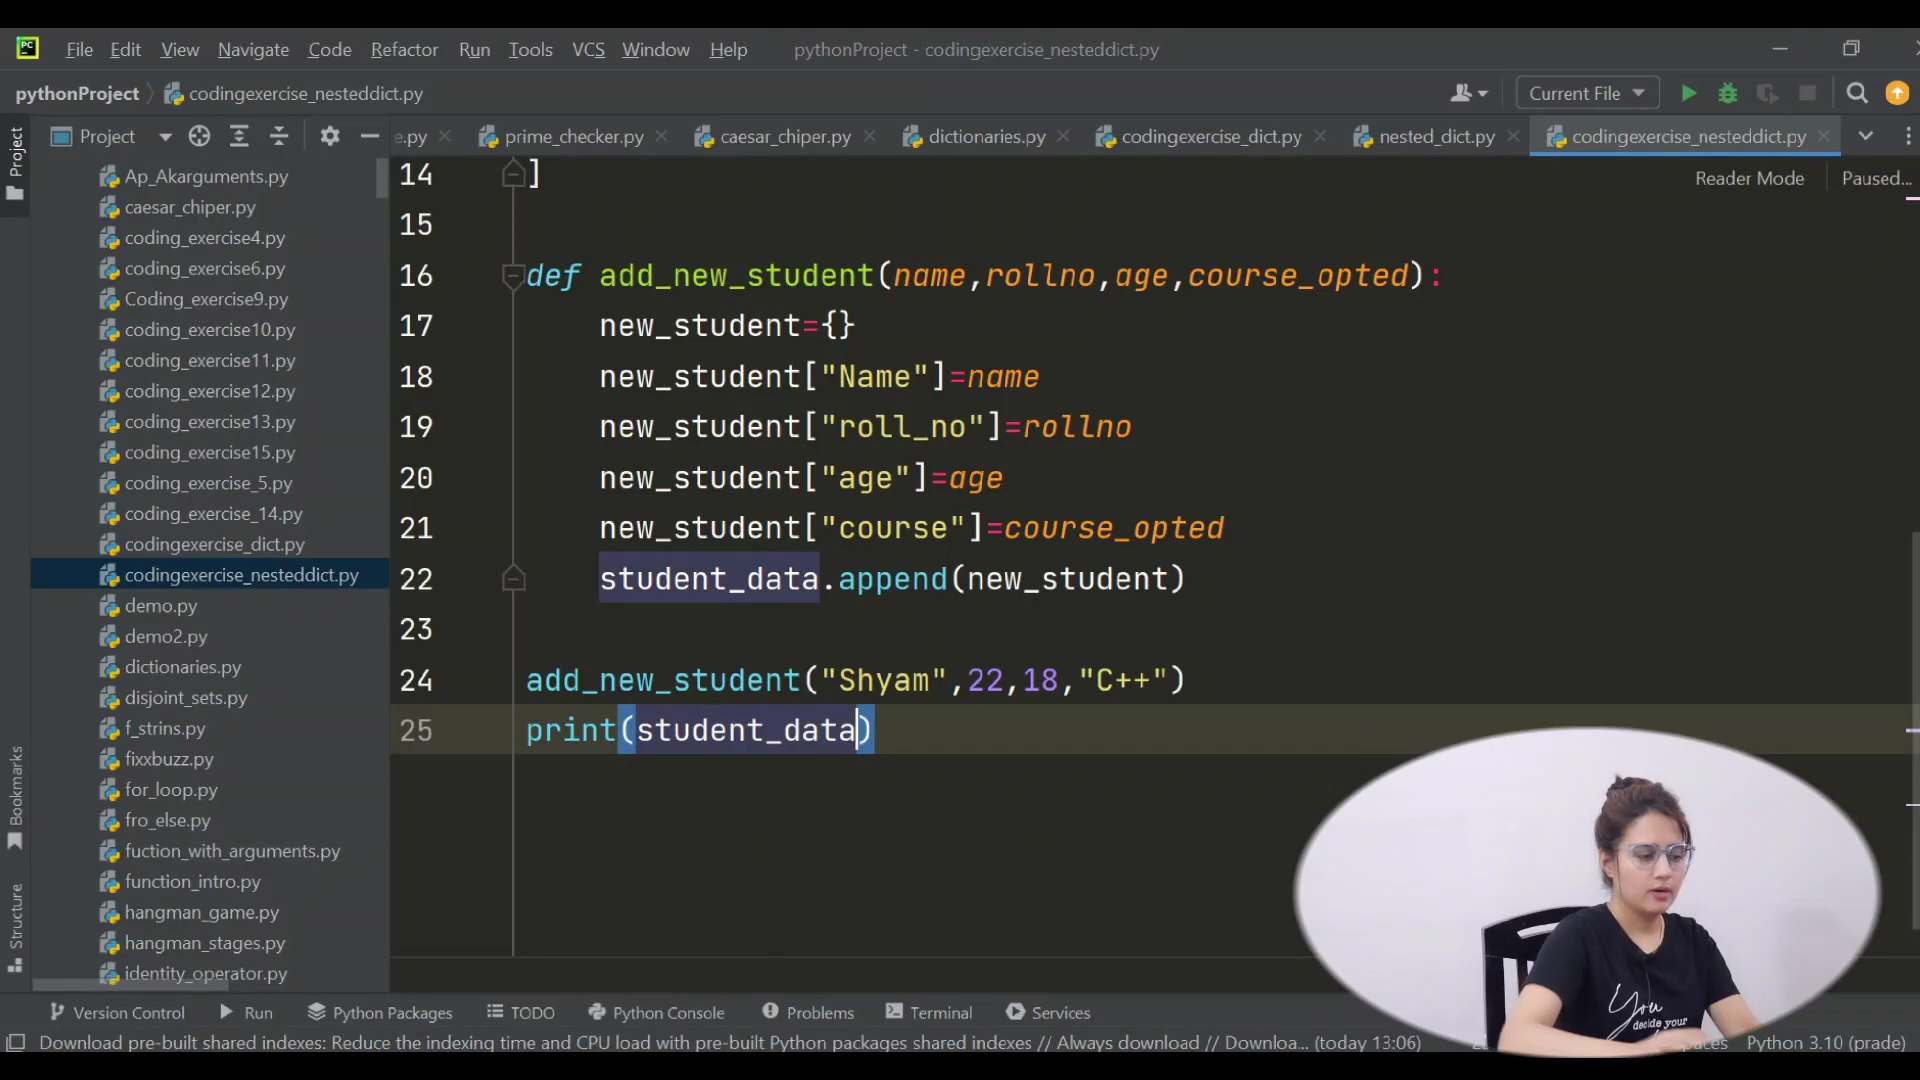 PC File Edit View Navigate Code Refactor Run Tools VCS Window Help pythonProject - codingexercise_nesteddict.py
pythonProject codingexercise_nesteddict.py Current File
Project e.py prime_checker.py caesar_chiper.py dictionaries.py codingexercise_dict.py nested_dict.py codingexercise_nesteddict.py
Reader Mode Paused...
Project
Bookmarks
Structure
Ap_Akarguments.py
caesar_chiper.py
coding_exercise4.py
coding_exercise6.py
Coding_exercise9.py
coding_exercise10.py
coding_exercise11.py
coding_exercise12.py
coding_exercise13.py
coding_exercise15.py
coding_exercise_5.py
coding_exercise_14.py
codingexercise_dict.py
codingexercise_nesteddict.py
demo.py
demo2.py
dictionaries.py
disjoint_sets.py
f_strins.py
fixxbuzz.py
for_loop.py
fro_else.py
fuction_with_arguments.py
function_intro.py
hangman_game.py
hangman_stages.py
identity_operator.py
14 ]
15
16 def add_new_student(name,rollno,age,course_opted):
17 new_student={}
18 new_student["Name"]=name
19 new_student["roll_no"]=rollno
20 new_student["age"]=age
21 new_student["course"]=course_opted
22 student_data.append(new_student)
23
24 add_new_student("Shyam",22,18,"C++")
25 print(student_data)
You
decide your
Version Control Run Python Packages TODO Python Console Problems Terminal Services
Download pre-built shared indexes: Reduce the indexing time and CPU load with pre-built Python packages shared indexes // Always download // Downloa... (today 13:06) Python 3.10 (prade)